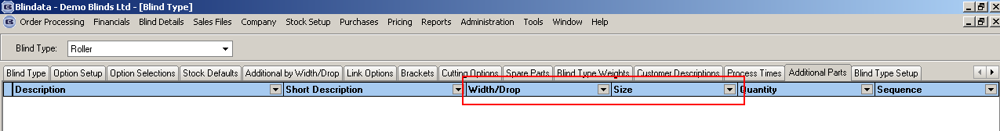 Blindata - Demo Blinds Ltd - [Blind Type]
Order Processing Financials Blind Details Sales Files Company Stock Setup Purchases Pricing Reports Administration Tools Window Help
Blind Type: Roller
Blind Type Option Setup Option Selections Stock Defaults Additional by Width/Drop Link Options Brackets Cutting Options Spare Parts Blind Type Weights Customer Descriptions Process Times Additional Parts Blind Type Setup
Description Short Description Width/Drop Size Quantity Sequence